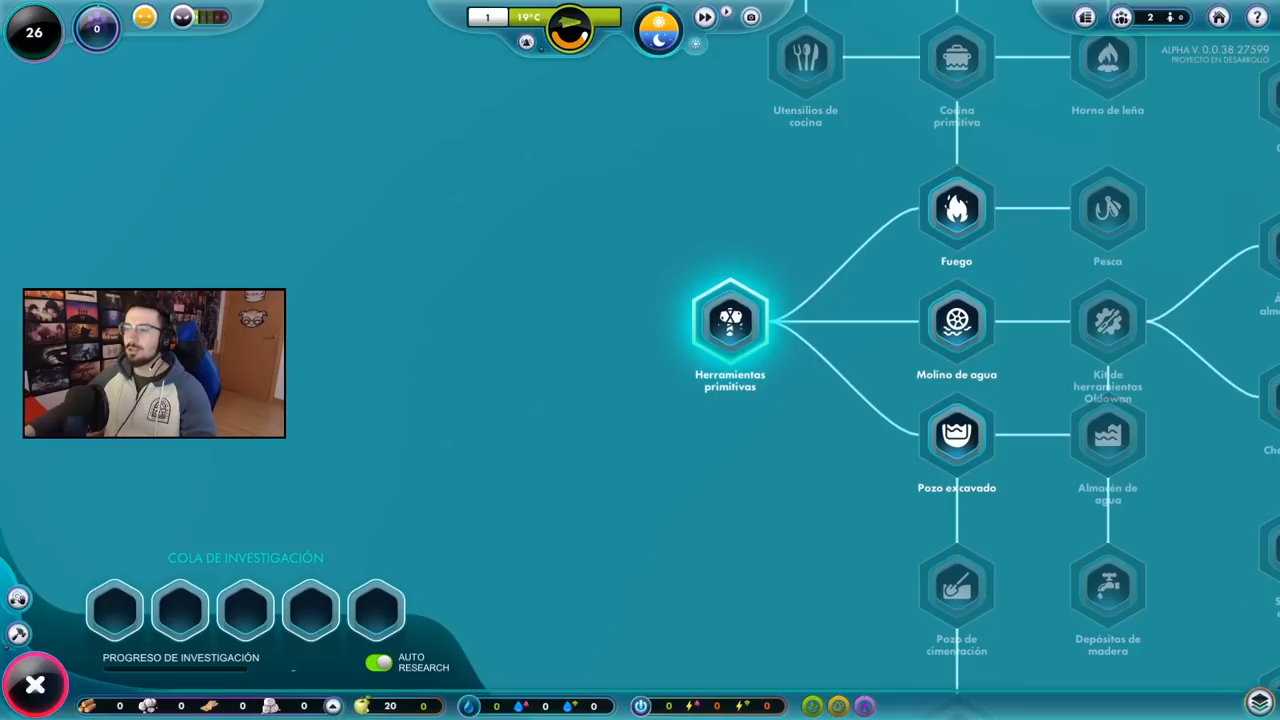 26
0
1
19°C
2
0
ALPHA V. 0.0.38.27599
PROYECTO EN DESARROLLO
Utensilios de
cocina
Cocina
primitiva
Horno de leña
Fuego
Pesca
Herramientas
primitivas
Molino de agua
Kit de
herramientas
Oldowan
Pozo excavado
Almacén de
agua
Pozo de
cimentación
Depósitos de
madera
COLA DE INVESTIGACIÓN
PROGRESO DE INVESTIGACIÓN
-
AUTO
RESEARCH
0 0 0 0 20 0 0 0 0 0 0 0